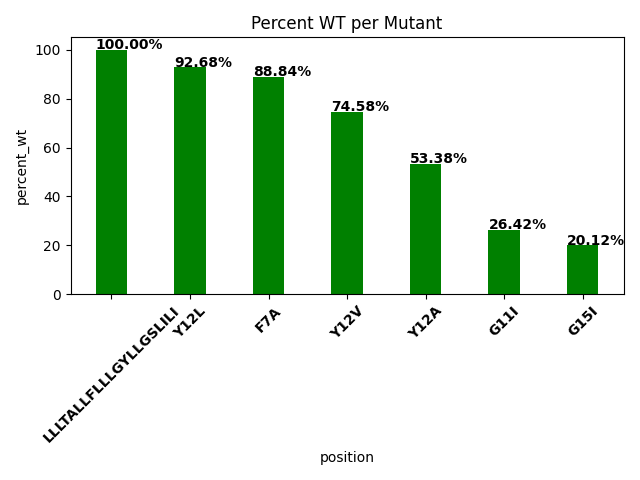 Percent WT per Mutant
100.00%
92.68%
88.84%
74.58%
53.38%
26.42%
20.12%
percent_wt
100
80
60
40
20
0
LLLTALLFLLLGYLLGSLILI
Y12L
F7A
Y12V
Y12A
G11I
G15I
position